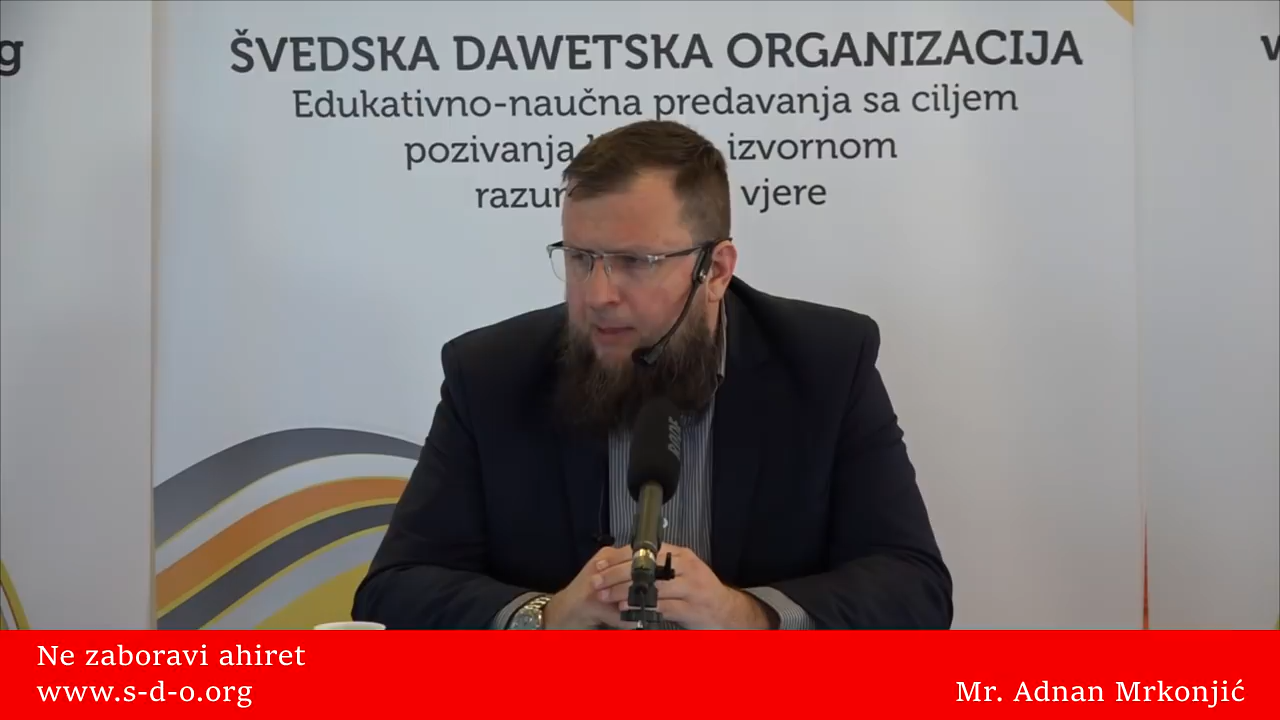 g
ŠVEDSKA DAWETSKA ORGANIZACIJA
Edukativno-naučna predavanja sa ciljem
pozivanja izvornom
vjere
RODE
Ne zaboravi ahiret
www.s-d-o.org
Mr. Adnan Mrkonjić